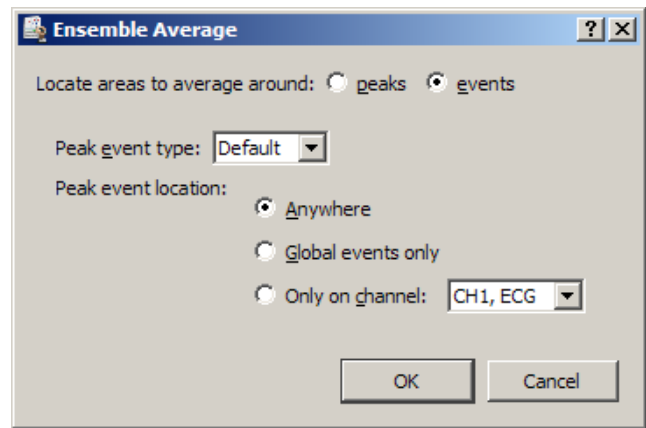 Ensemble Average
Locate areas to average around: peaks events
Peak event type: Default
Peak event location:
Anywhere
Global events only
Only on channel: CH1, ECG
OK Cancel